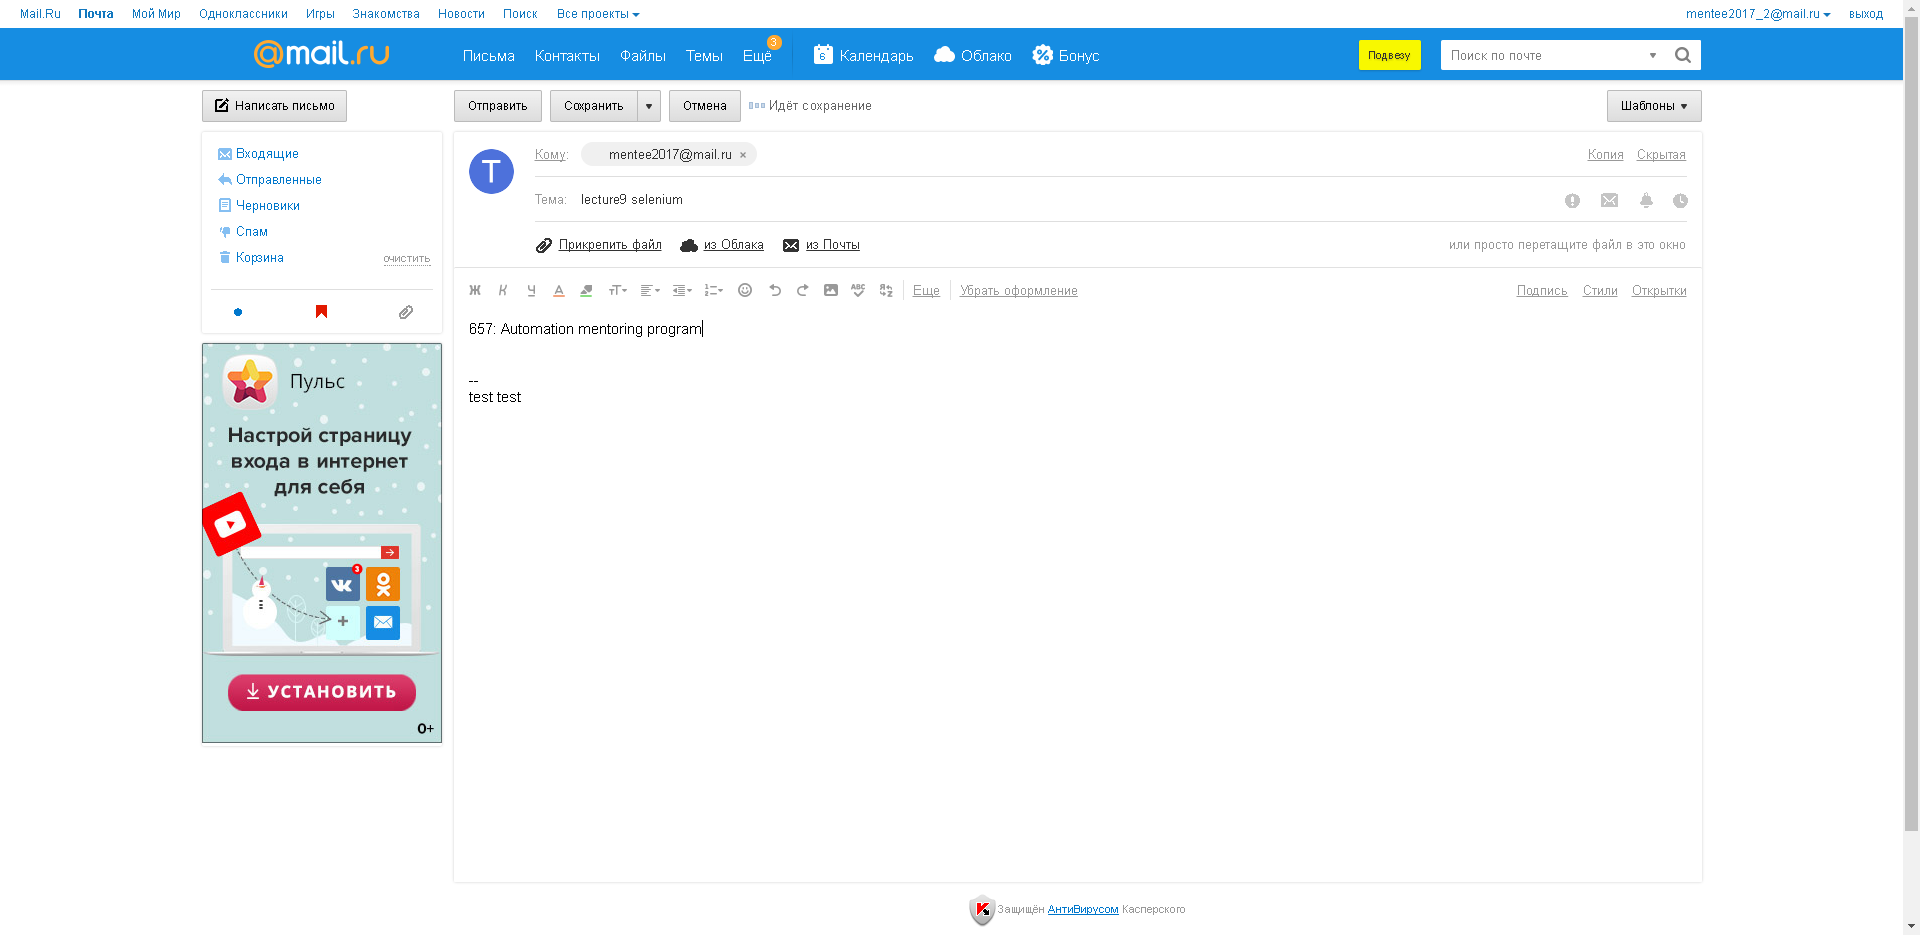 Mail.Ru Почта Мой Мир Одноклассники Игры Знакомства Новости Поиск Все проекты mentee2017_2@mail.ru выход
@mail.ru Письма Контакты Файлы Темы Ещё 3 6 Календарь Облако Бонус Подвезу Поиск по почте
Написать письмо Отправить Сохранить Отмена Идёт сохранение Шаблоны
Входящие
Отправленные
Черновики
Спам
Корзина очистить
Пульс
Настрой страницу
входа в интернет
для себя
3
УСТАНОВИТЬ
0+
T
Кому: mentee2017@mail.ru × Копия Скрытая
Тема: lecture9 selenium
Прикрепить файл из Облака из Почты или просто перетащите файл в этo окно
Ж К Ч А тТ ABC Еще Убрать оформление Подпись Стили Открытки
657: Automation mentoring program
--
test test
Защищён АнтиВирусом Касперского